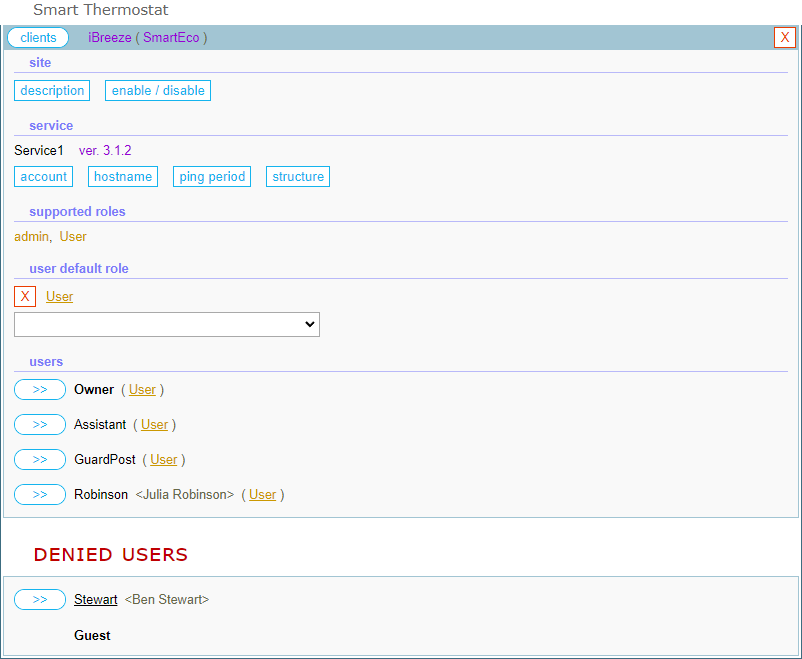 Smart Thermostat
clients iBreeze ( SmartEco ) X
site
description enable / disable
service
Service1 ver. 3.1.2
account hostname ping period structure
supported roles
admin, User
user default role
X User
users
>> Owner ( User )
>> Assistant ( User )
>> GuardPost ( User )
>> Robinson <Julia Robinson> ( User )
DENIED USERS
>> Stewart <Ben Stewart>
Guest